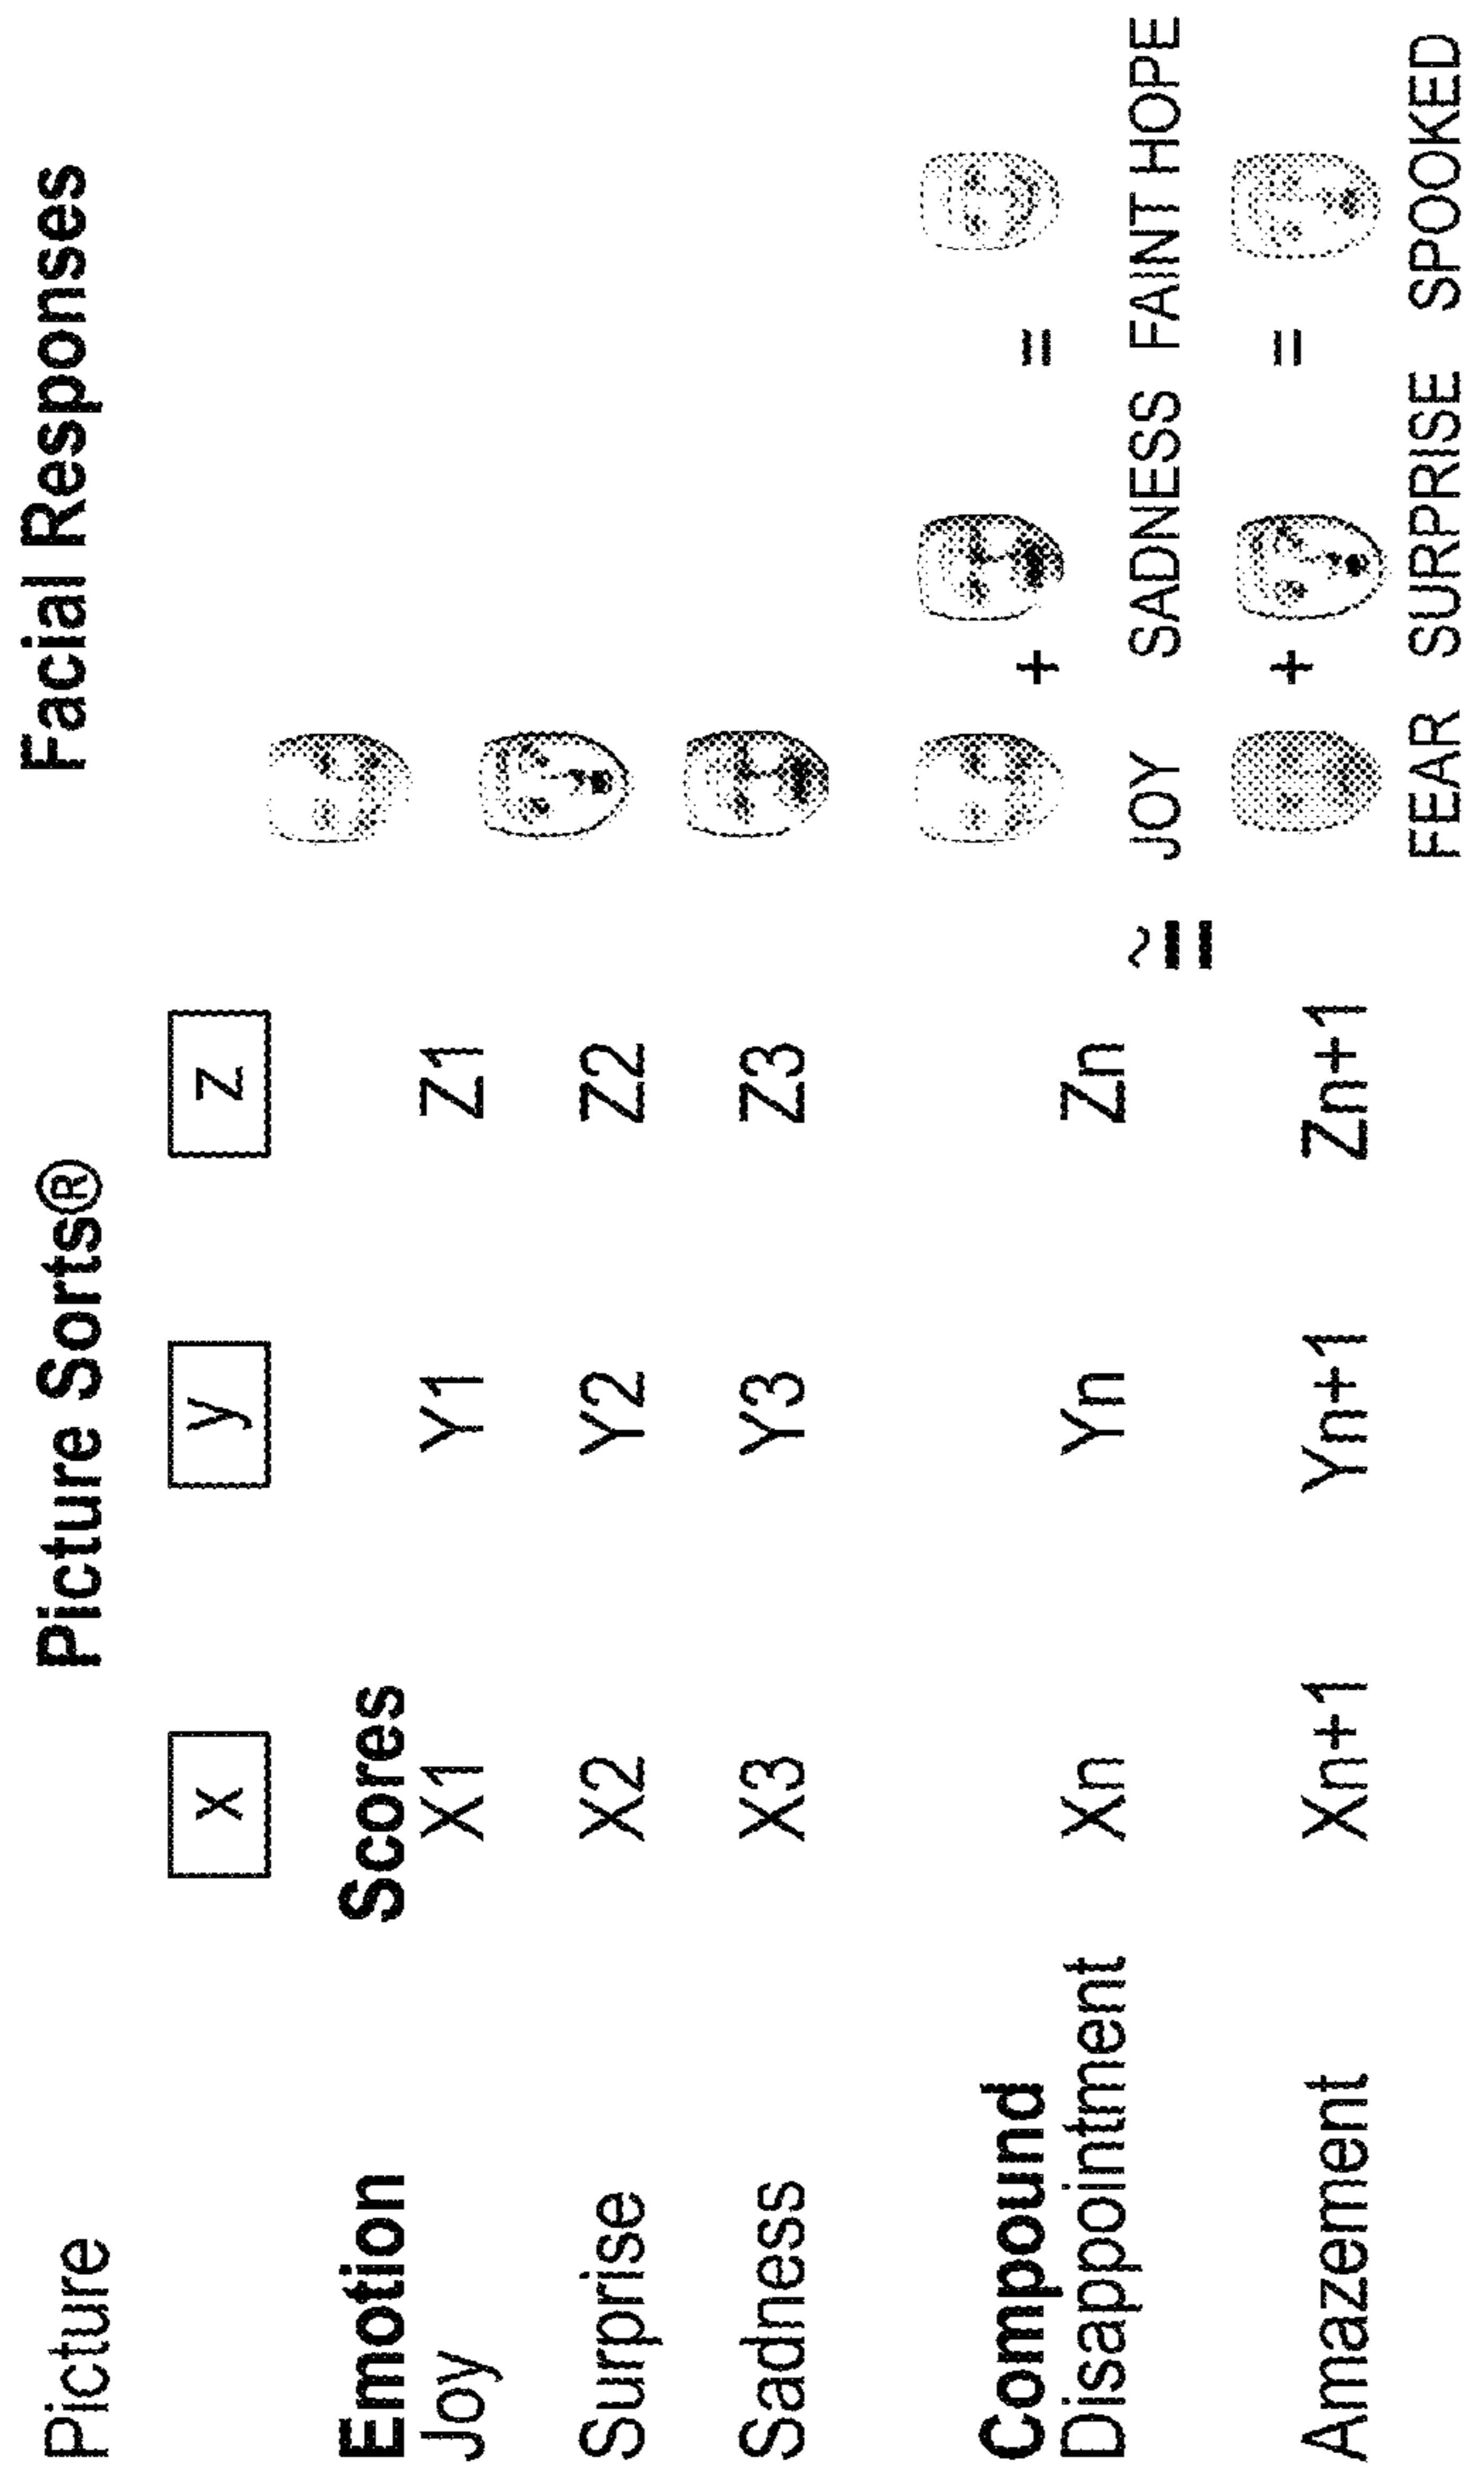 Picture Picture Sorts® Facial Responses
x y z
Emotion Scores
Joy X1 Y1 Z1
Surprise X2 Y2 Z2
Sadness X3 Y3 Z3
Compound
Disappointment Xn Yn Zn
+ =
≅ JOY SADNESS FAINT HOPE
Amazement Xn+1 Yn+1 Zn+1
+ =
FEAR SURPRISE SPOOKED